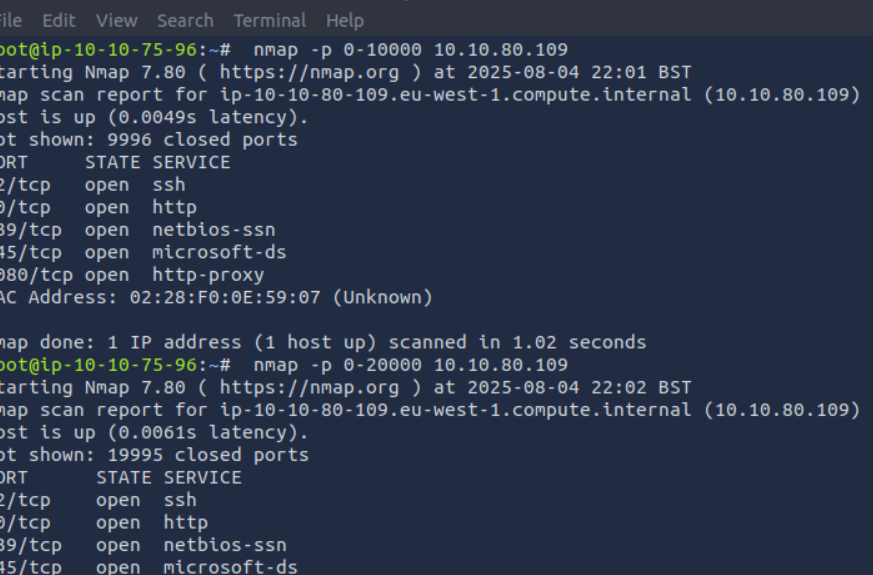 ile Edit View Search Terminal Help
oot@ip-10-10-75-96:~# nmap -p 0-10000 10.10.80.109
tarting Nmap 7.80 ( https://nmap.org ) at 2025-08-04 22:01 BST
map scan report for ip-10-10-80-109.eu-west-1.compute.internal (10.10.80.109)
ost is up (0.0049s latency).
ot shown: 9996 closed ports
ORT STATE SERVICE
2/tcp open ssh
0/tcp open http
39/tcp open netbios-ssn
45/tcp open microsoft-ds
080/tcp open http-proxy
AC Address: 02:28:F0:0E:59:07 (Unknown)
map done: 1 IP address (1 host up) scanned in 1.02 seconds
oot@ip-10-10-75-96:~# nmap -p 0-20000 10.10.80.109
tarting Nmap 7.80 ( https://nmap.org ) at 2025-08-04 22:02 BST
map scan report for ip-10-10-80-109.eu-west-1.compute.internal (10.10.80.109)
ost is up (0.0061s latency).
ot shown: 19995 closed ports
ORT STATE SERVICE
2/tcp open ssh
0/tcp open http
39/tcp open netbios-ssn
45/tcp open microsoft-ds